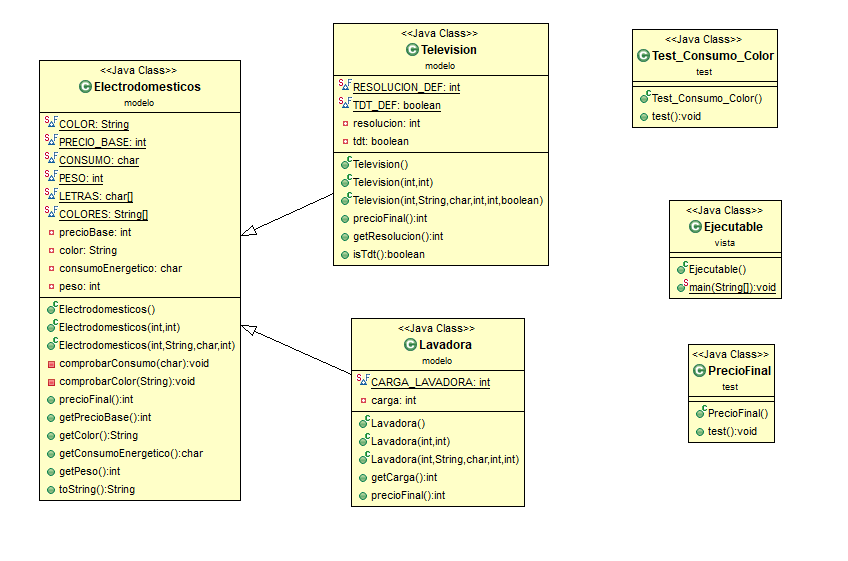 <<Java Class>>
Electrodomesticos
modelo
COLOR: String
PRECIO_BASE: int
CONSUMO: char
PESO: int
LETRAS: char[]
COLORES: String[]
precioBase: int
color: String
consumoEnergetico: char
peso: int
Electrodomesticos()
Electrodomesticos(int,int)
Electrodomesticos(int,String,char,int)
comprobarConsumo(char):void
comprobarColor(String):void
precioFinal():int
getPrecioBase():int
getColor():String
getConsumoEnergetico():char
getPeso():int
toString():String
<<Java Class>>
Television
modelo
RESOLUCION_DEF: int
TDT_DEF: boolean
resolucion: int
tdt: boolean
Television()
Television(int,int)
Television(int,String,char,int,int,boolean)
precioFinal():int
getResolucion():int
isTdt():boolean
<<Java Class>>
Lavadora
modelo
CARGA_LAVADORA: int
carga: int
Lavadora()
Lavadora(int,int)
Lavadora(int,String,char,int,int)
getCarga():int
precioFinal():int
<<Java Class>>
Test_Consumo_Color
test
Test_Consumo_Color()
test():void
<<Java Class>>
Ejecutable
vista
Ejecutable()
main(String[]):void
<<Java Class>>
PrecioFinal
test
PrecioFinal()
test():void